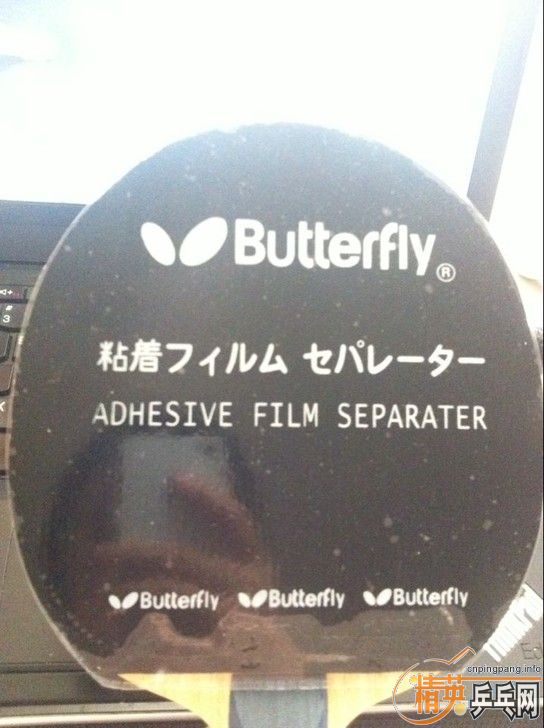 Butterfly®
粘着フィルム セパレーター
ADHESIVE FILM SEPARATER
Butterfly Butterfly Butterfly
ThinkPad
cnpingpang.info
精英乒乓网